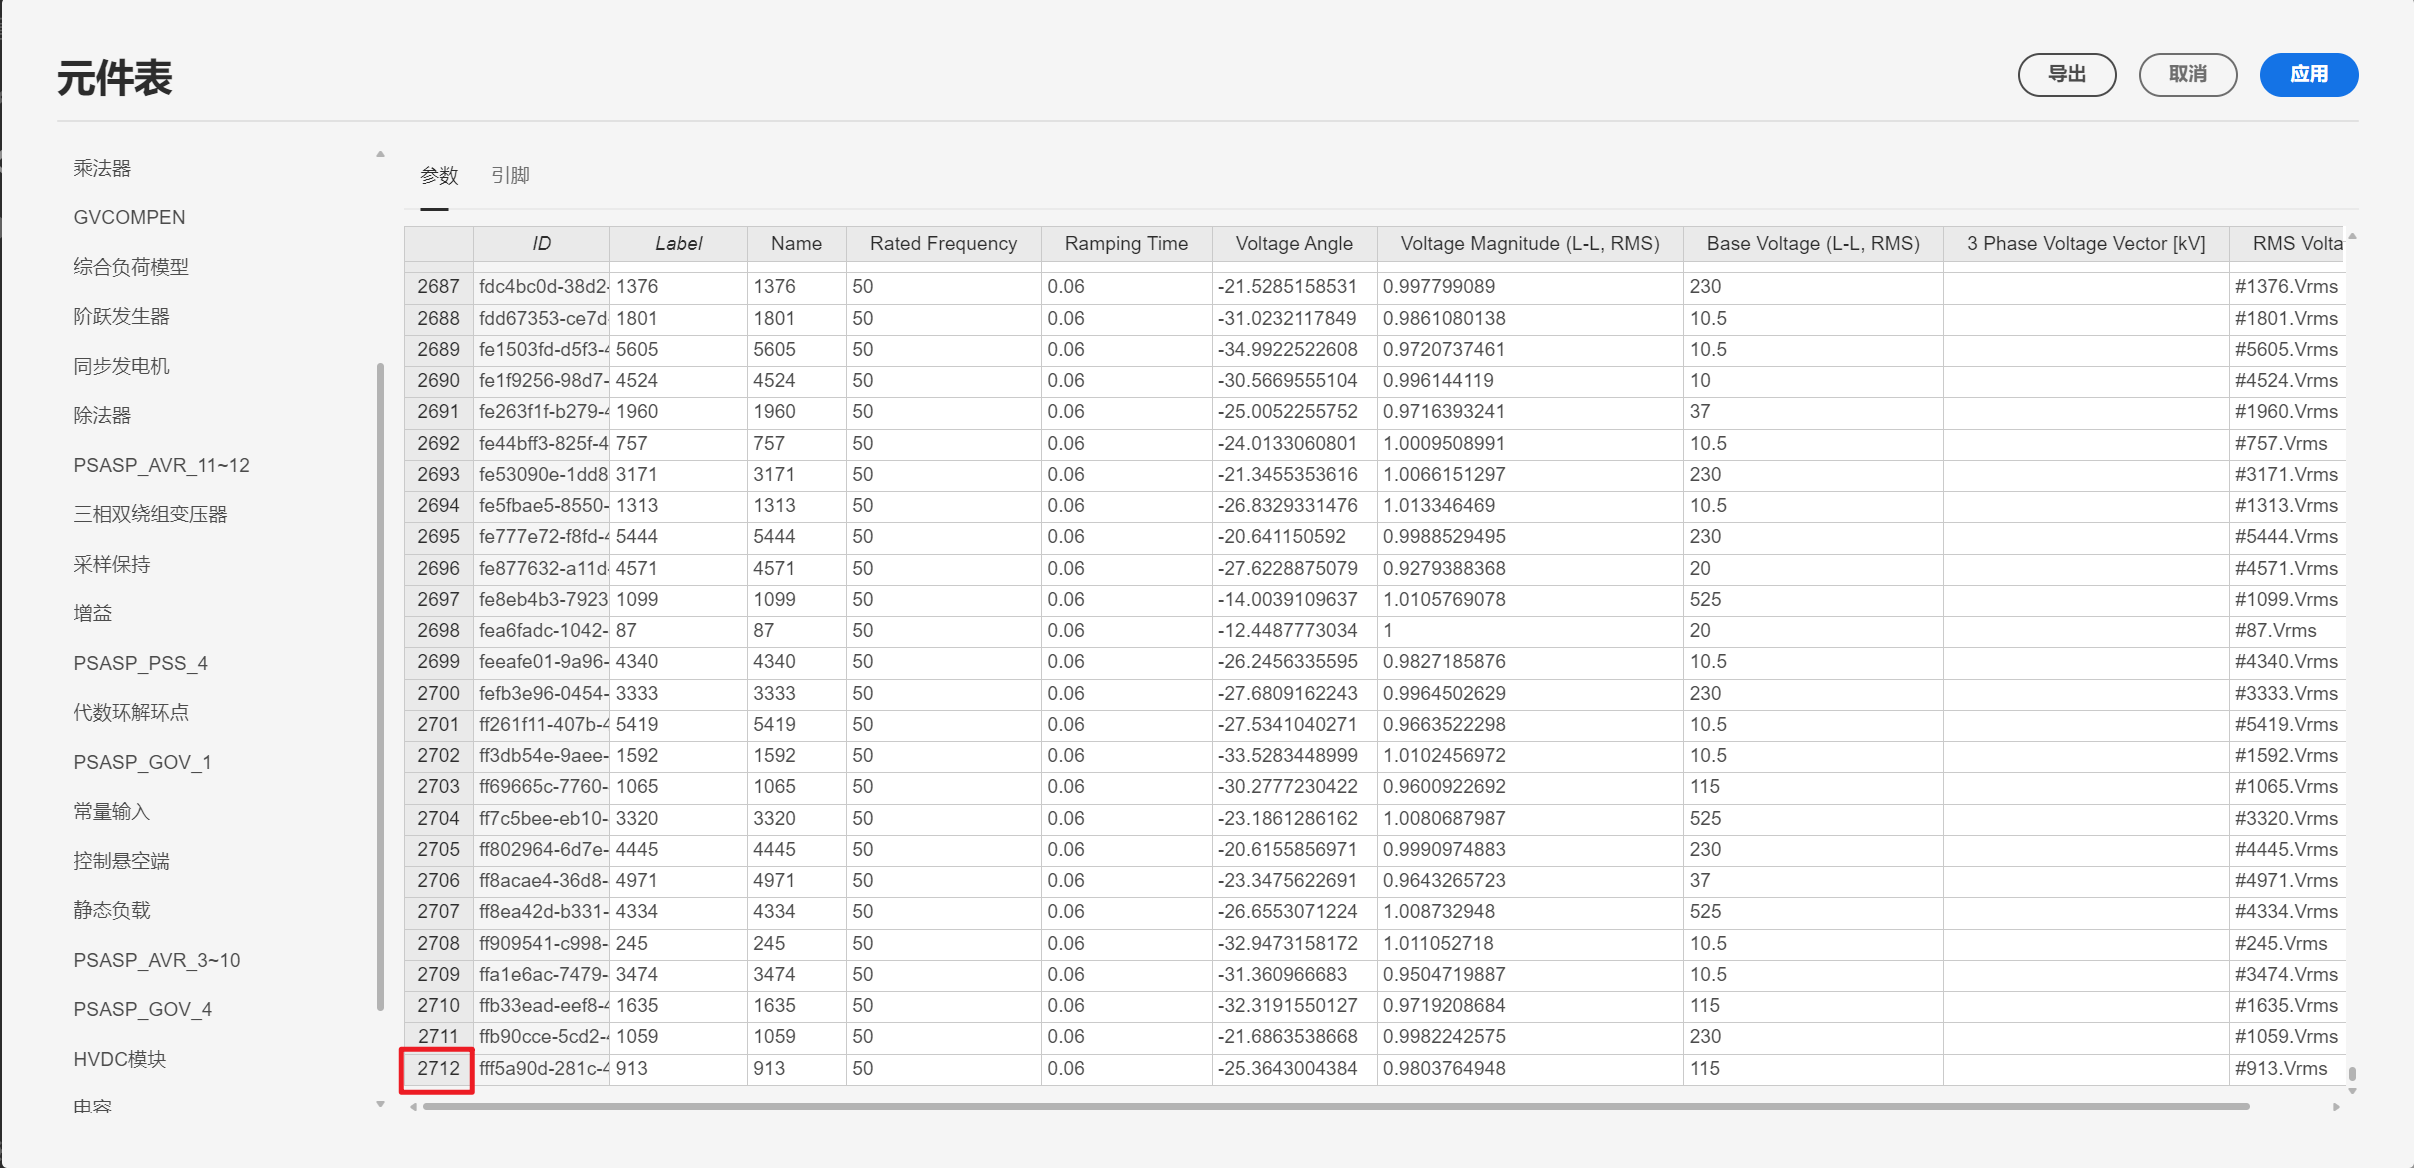 元件表
导出 取消 应用
乘法器
GVCOMPEN
综合负荷模型
阶跃发生器
同步发电机
除法器
PSASP_AVR_11~12
三相双绕组变压器
采样保持
增益
PSASP_PSS_4
代数环解环点
PSASP_GOV_1
常量输入
控制悬空端
静态负载
PSASP_AVR_3~10
PSASP_GOV_4
HVDC模块
电容
参数 引脚
ID Label Name Rated Frequency Ramping Time Voltage Angle Voltage Magnitude (L-L, RMS) Base Voltage (L-L, RMS) 3 Phase Voltage Vector [kV] RMS Volta
2687 fdc4bc0d-38d2- 1376 1376 50 0.06 -21.5285158531 0.997799089 230 #1376.Vrms
2688 fdd67353-ce7d- 1801 1801 50 0.06 -31.0232117849 0.9861080138 10.5 #1801.Vrms
2689 fe1503fd-d5f3-4 5605 5605 50 0.06 -34.9922522608 0.9720737461 10.5 #5605.Vrms
2690 fe1f9256-98d7- 4524 4524 50 0.06 -30.5669555104 0.996144119 10 #4524.Vrms
2691 fe263f1f-b279-4 1960 1960 50 0.06 -25.0052255752 0.9716393241 37 #1960.Vrms
2692 fe44bff3-825f-4 757 757 50 0.06 -24.0133060801 1.0009508991 10.5 #757.Vrms
2693 fe53090e-1dd8 3171 3171 50 0.06 -21.3455353616 1.0066151297 230 #3171.Vrms
2694 fe5fbae5-8550- 1313 1313 50 0.06 -26.8329331476 1.013346469 10.5 #1313.Vrms
2695 fe777e72-f8fd-4 5444 5444 50 0.06 -20.641150592 0.9988529495 230 #5444.Vrms
2696 fe877632-a11d- 4571 4571 50 0.06 -27.6228875079 0.9279388368 20 #4571.Vrms
2697 fe8eb4b3-7923 1099 1099 50 0.06 -14.0039109637 1.0105769078 525 #1099.Vrms
2698 fea6fadc-1042- 87 87 50 0.06 -12.4487773034 1 20 #87.Vrms
2699 feeafe01-9a96- 4340 4340 50 0.06 -26.2456335595 0.9827185876 10.5 #4340.Vrms
2700 fefb3e96-0454- 3333 3333 50 0.06 -27.6809162243 0.9964502629 230 #3333.Vrms
2701 ff261f11-407b-4 5419 5419 50 0.06 -27.5341040271 0.9663522298 10.5 #5419.Vrms
2702 ff3db54e-9aee- 1592 1592 50 0.06 -33.5283448999 1.0102456972 10.5 #1592.Vrms
2703 ff69665c-7760- 1065 1065 50 0.06 -30.2777230422 0.9600922692 115 #1065.Vrms
2704 ff7c5bee-eb10- 3320 3320 50 0.06 -23.1861286162 1.0080687987 525 #3320.Vrms
2705 ff802964-6d7e- 4445 4445 50 0.06 -20.6155856971 0.9990974883 230 #4445.Vrms
2706 ff8acae4-36d8- 4971 4971 50 0.06 -23.3475622691 0.9643265723 37 #4971.Vrms
2707 ff8ea42d-b331- 4334 4334 50 0.06 -26.6553071224 1.008732948 525 #4334.Vrms
2708 ff909541-c998- 245 245 50 0.06 -32.9473158172 1.011052718 10.5 #245.Vrms
2709 ffa1e6ac-7479- 3474 3474 50 0.06 -31.360966683 0.9504719887 10.5 #3474.Vrms
2710 ffb33ead-eef8-4 1635 1635 50 0.06 -32.3191550127 0.9719208684 115 #1635.Vrms
2711 ffb90cce-5cd2-4 1059 1059 50 0.06 -21.6863538668 0.9982242575 230 #1059.Vrms
2712 fff5a90d-281c-4 913 913 50 0.06 -25.3643004384 0.9803764948 115 #913.Vrms